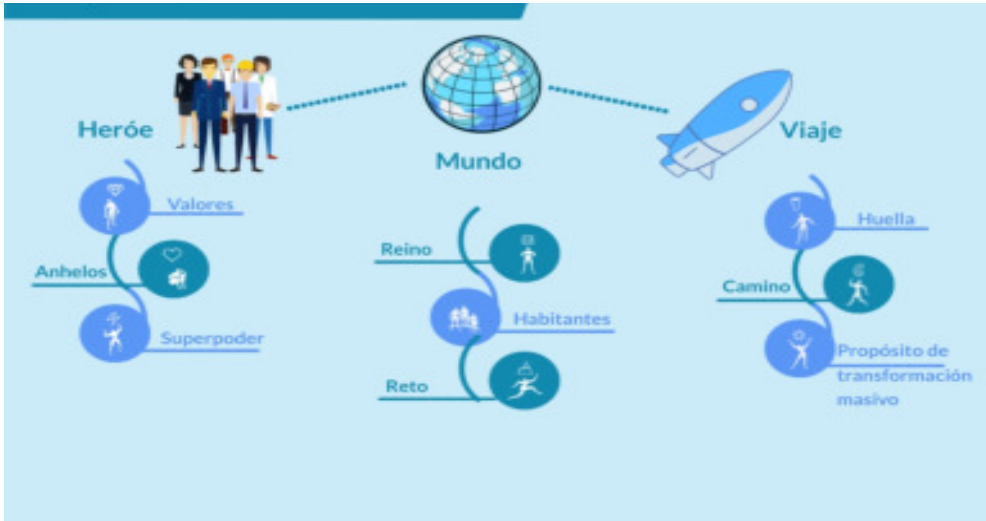 Heróe
Valores
Anhelos
Superpoder
Mundo
Reino
Habitantes
Reto
Viaje
Huella
Camino
Propósito de
transformación
masivo